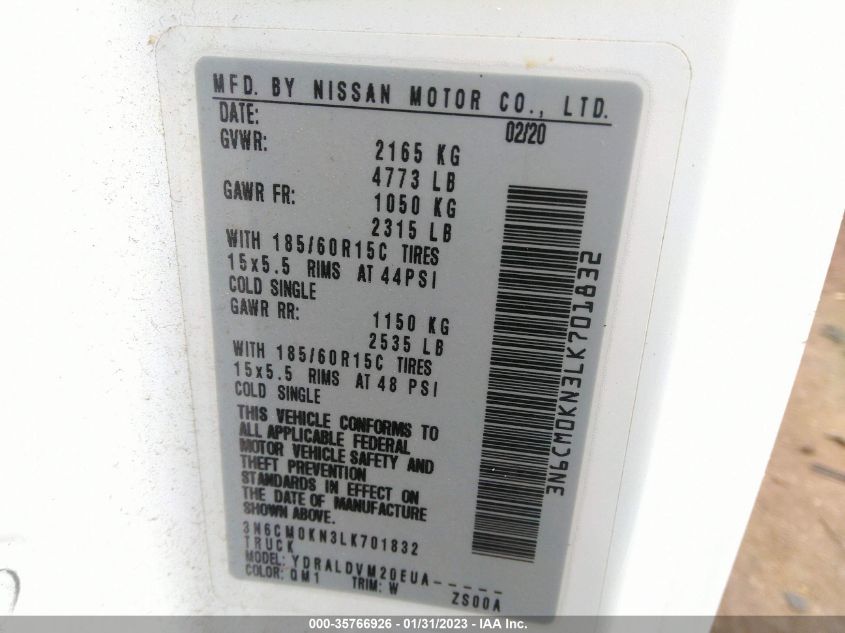 MFD. BY NISSAN MOTOR CO., LTD.
DATE: 02/20
GVWR: 2165 KG
4773 LB
GAWR FR: 1050 KG
2315 LB
WITH 185/60R15C TIRES
15x5.5 RIMS AT 44PSI
COLD SINGLE
GAWR RR: 1150 KG
2535 LB
WITH 185/60R15C TIRES
15x5.5 RIMS AT 48 PSI
COLD SINGLE
THIS VEHICLE CONFORMS TO
ALL APPLICABLE FEDERAL
MOTOR VEHICLE SAFETY AND
THEFT PREVENTION
STANDARDS IN EFFECT ON
THE DATE OF MANUFACTURE
SHOWN ABOVE.
3N6CM0KN3LK701832
TRUCK
MODEL: YDRALDVM20EUA-----
COLOR: QM1 TRIM: W ZS00A
3N6CM0KN3LK701832
000-35766926 - 01/31/2023 - IAA Inc.